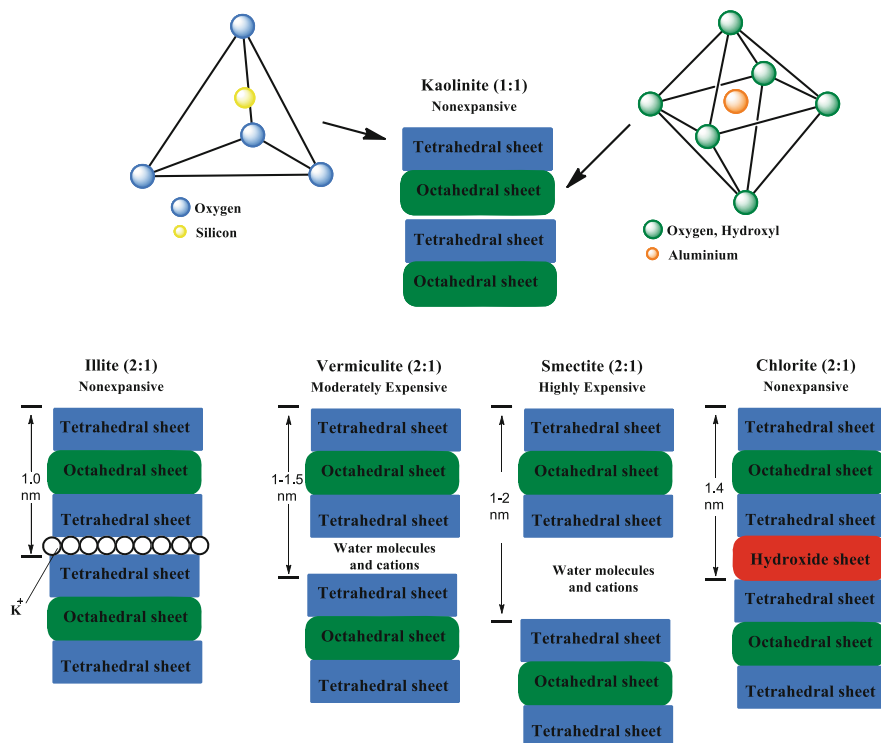 Kaolinite (1:1)
Nonexpansive
Tetrahedral sheet
Octahedral sheet
Tetrahedral sheet
Octahedral sheet
Oxygen
Silicon
Oxygen, Hydroxyl
Aluminium
Illite (2:1)
Nonexpansive
1.0
nm
Tetrahedral sheet
Octahedral sheet
Tetrahedral sheet
K+
Tetrahedral sheet
Octahedral sheet
Tetrahedral sheet
Vermiculite (2:1)
Moderately Expensive
1-1.5
nm
Tetrahedral sheet
Octahedral sheet
Tetrahedral sheet
Water molecules
and cations
Tetrahedral sheet
Octahedral sheet
Tetrahedral sheet
Smectite (2:1)
Highly Expensive
1-2
nm
Tetrahedral sheet
Octahedral sheet
Tetrahedral sheet
Water molecules
and cations
Tetrahedral sheet
Octahedral sheet
Tetrahedral sheet
Chlorite (2:1)
Nonexpansive
1.4
nm
Tetrahedral sheet
Octahedral sheet
Tetrahedral sheet
Hydroxide sheet
Tetrahedral sheet
Octahedral sheet
Tetrahedral sheet